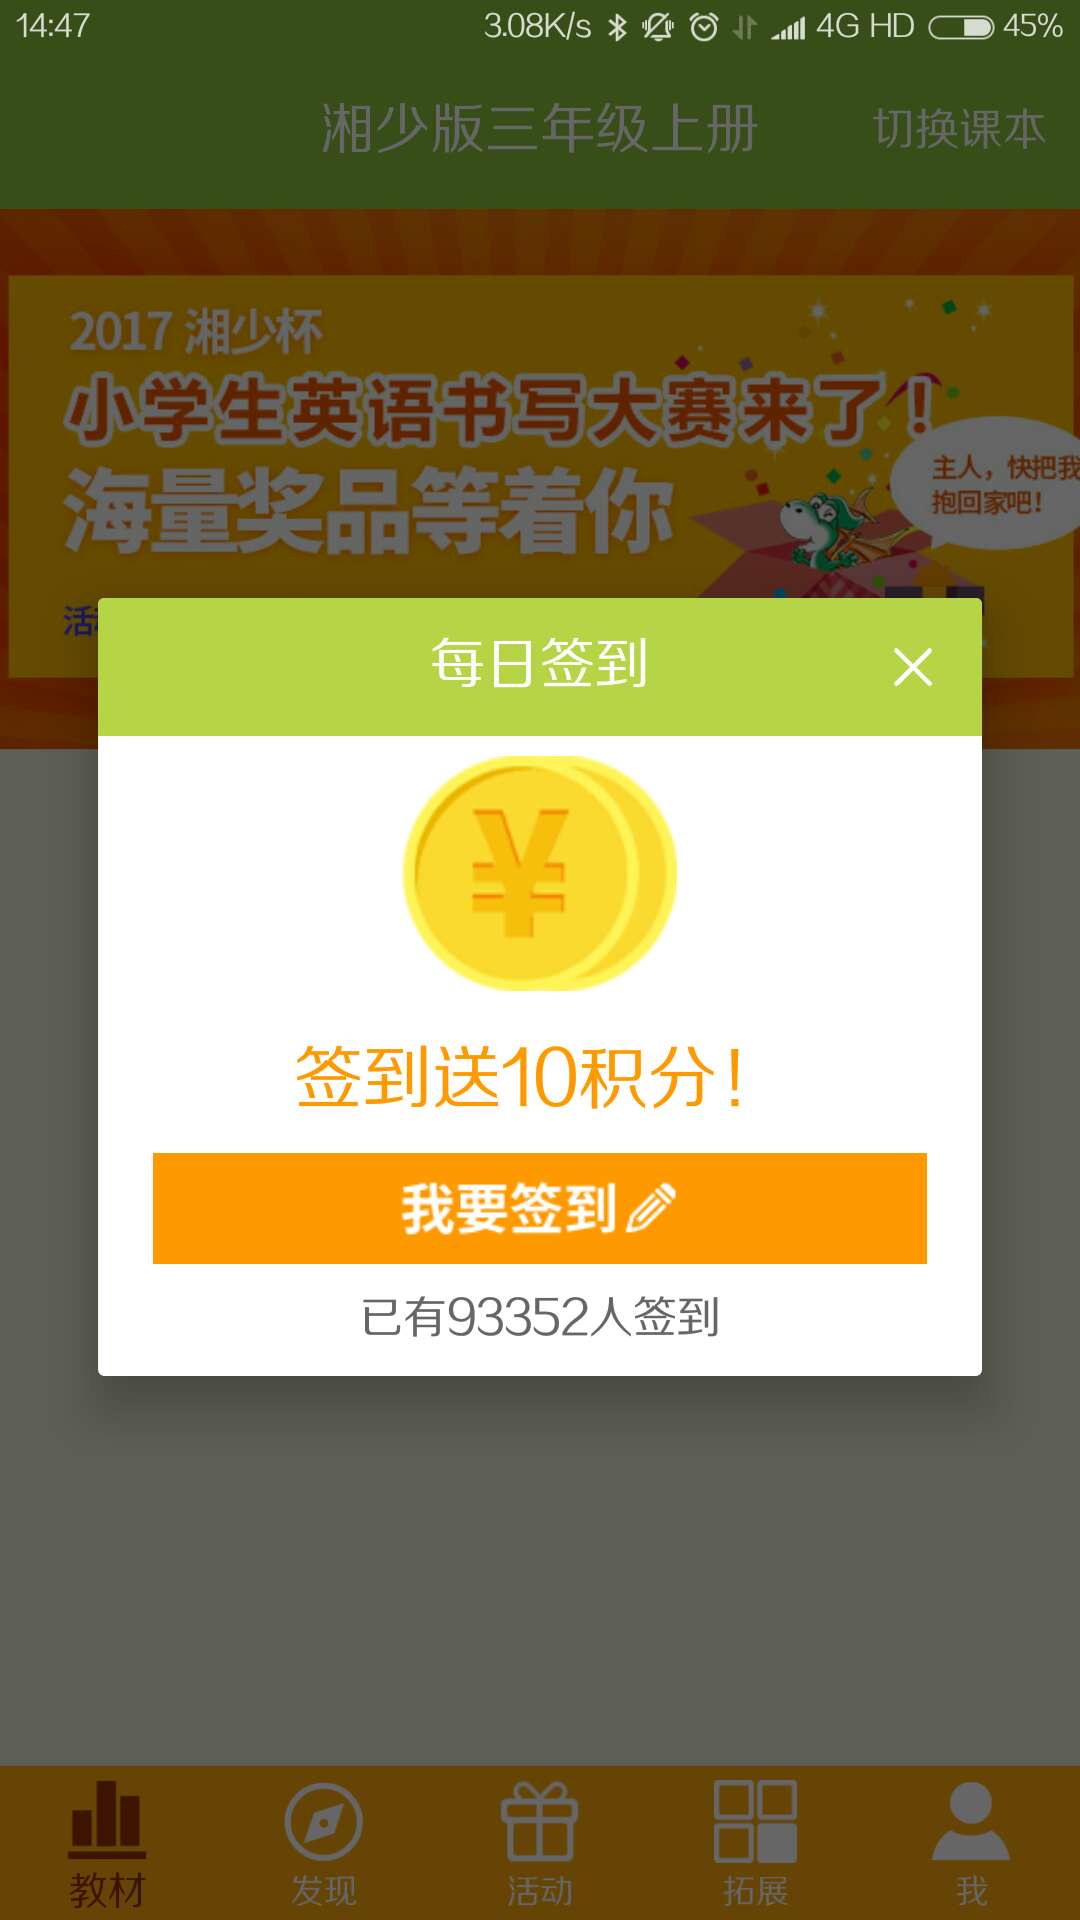 14:47 3.08K/s 4G HD 45%
湘少版三年级上册 切换课本
2017 湘少杯
小学生英语书写大赛来了！
海量奖品等着你
主人，快把我
抱回家吧！
每日签到
¥
签到送10积分！
我要签到
已有93352人签到
教材 发现 活动 拓展 我